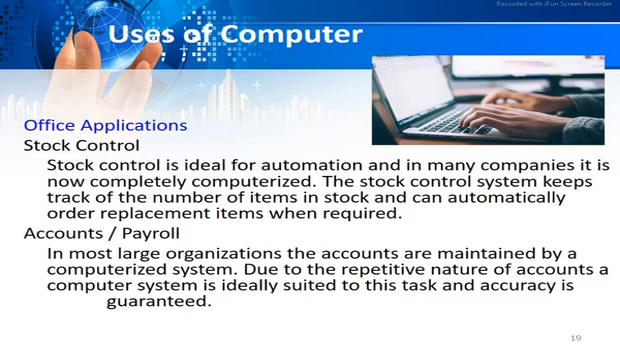 Recorded with iFun Screen Recorder
Uses of Computer
Office Applications
Stock Control
Stock control is ideal for automation and in many companies it is
now completely computerized. The stock control system keeps
track of the number of items in stock and can automatically
order replacement items when required.
Accounts / Payroll
In most large organizations the accounts are maintained by a
computerized system. Due to the repetitive nature of accounts a
computer system is ideally suited to this task and accuracy is
guaranteed.
19